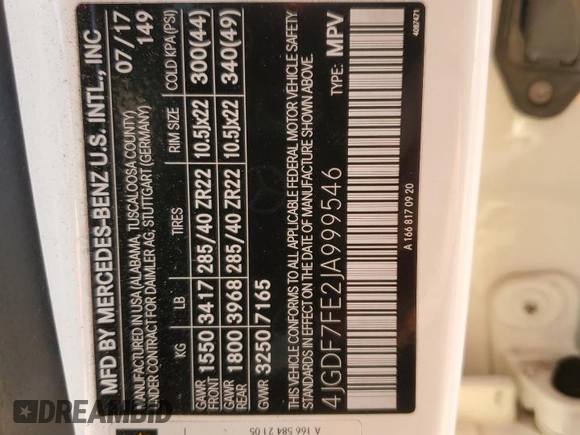 MFD BY MERCEDES-BENZ U.S. INTL., INC
07/17
149
MANUFACTURED IN USA (ALABAMA, TUSCALOOSA COUNTY)
UNDER CONTRACT FOR DAIMLER AG, STUTTGART (GERMANY)
KG LB TIRES RIM SIZE COLD KPA (PSI)
GAWR FRONT 1550 3417 285/40 ZR22 10.5Jx22 300(44)
GAWR REAR 1800 3968 285/40 ZR22 10.5Jx22 340(49)
GVWR 3250 7165
THIS VEHICLE CONFORMS TO ALL APPLICABLE FEDERAL MOTOR VEHICLE SAFETY
STANDARDS IN EFFECT ON THE DATE OF MANUFACTURE SHOWN ABOVE.
4JGDF7FE2JA999546 TYPE: MPV
A 166 817 09 20
4087471
A 166 584 21 05
DREAMBID